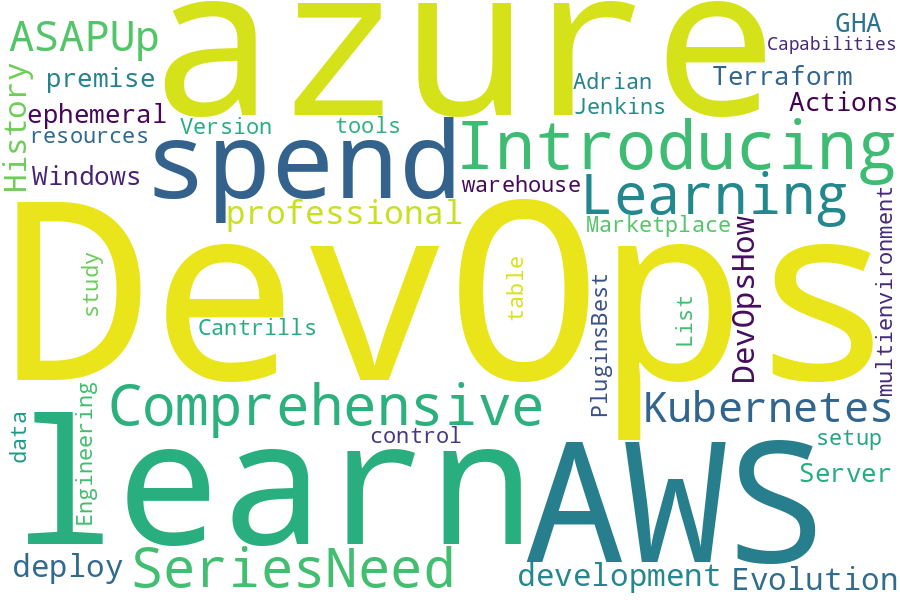 azure
GHA
ASAPUp
Capabilities
History
premise
Adrian
Terraform
ephemeral
Jenkins
Actions
resources
Version
tools
spend
Introducing
Windows
warehouse
Learning
professional
Marketplace
DevOps
study
table
PluginsBest
List
DevOpsHow
multienvironment
Cantrills
Comprehensive
Kubernetes
learn
data
Engineering
control
AWS
setup
Server
deploy
SeriesNeed
development
Evolution